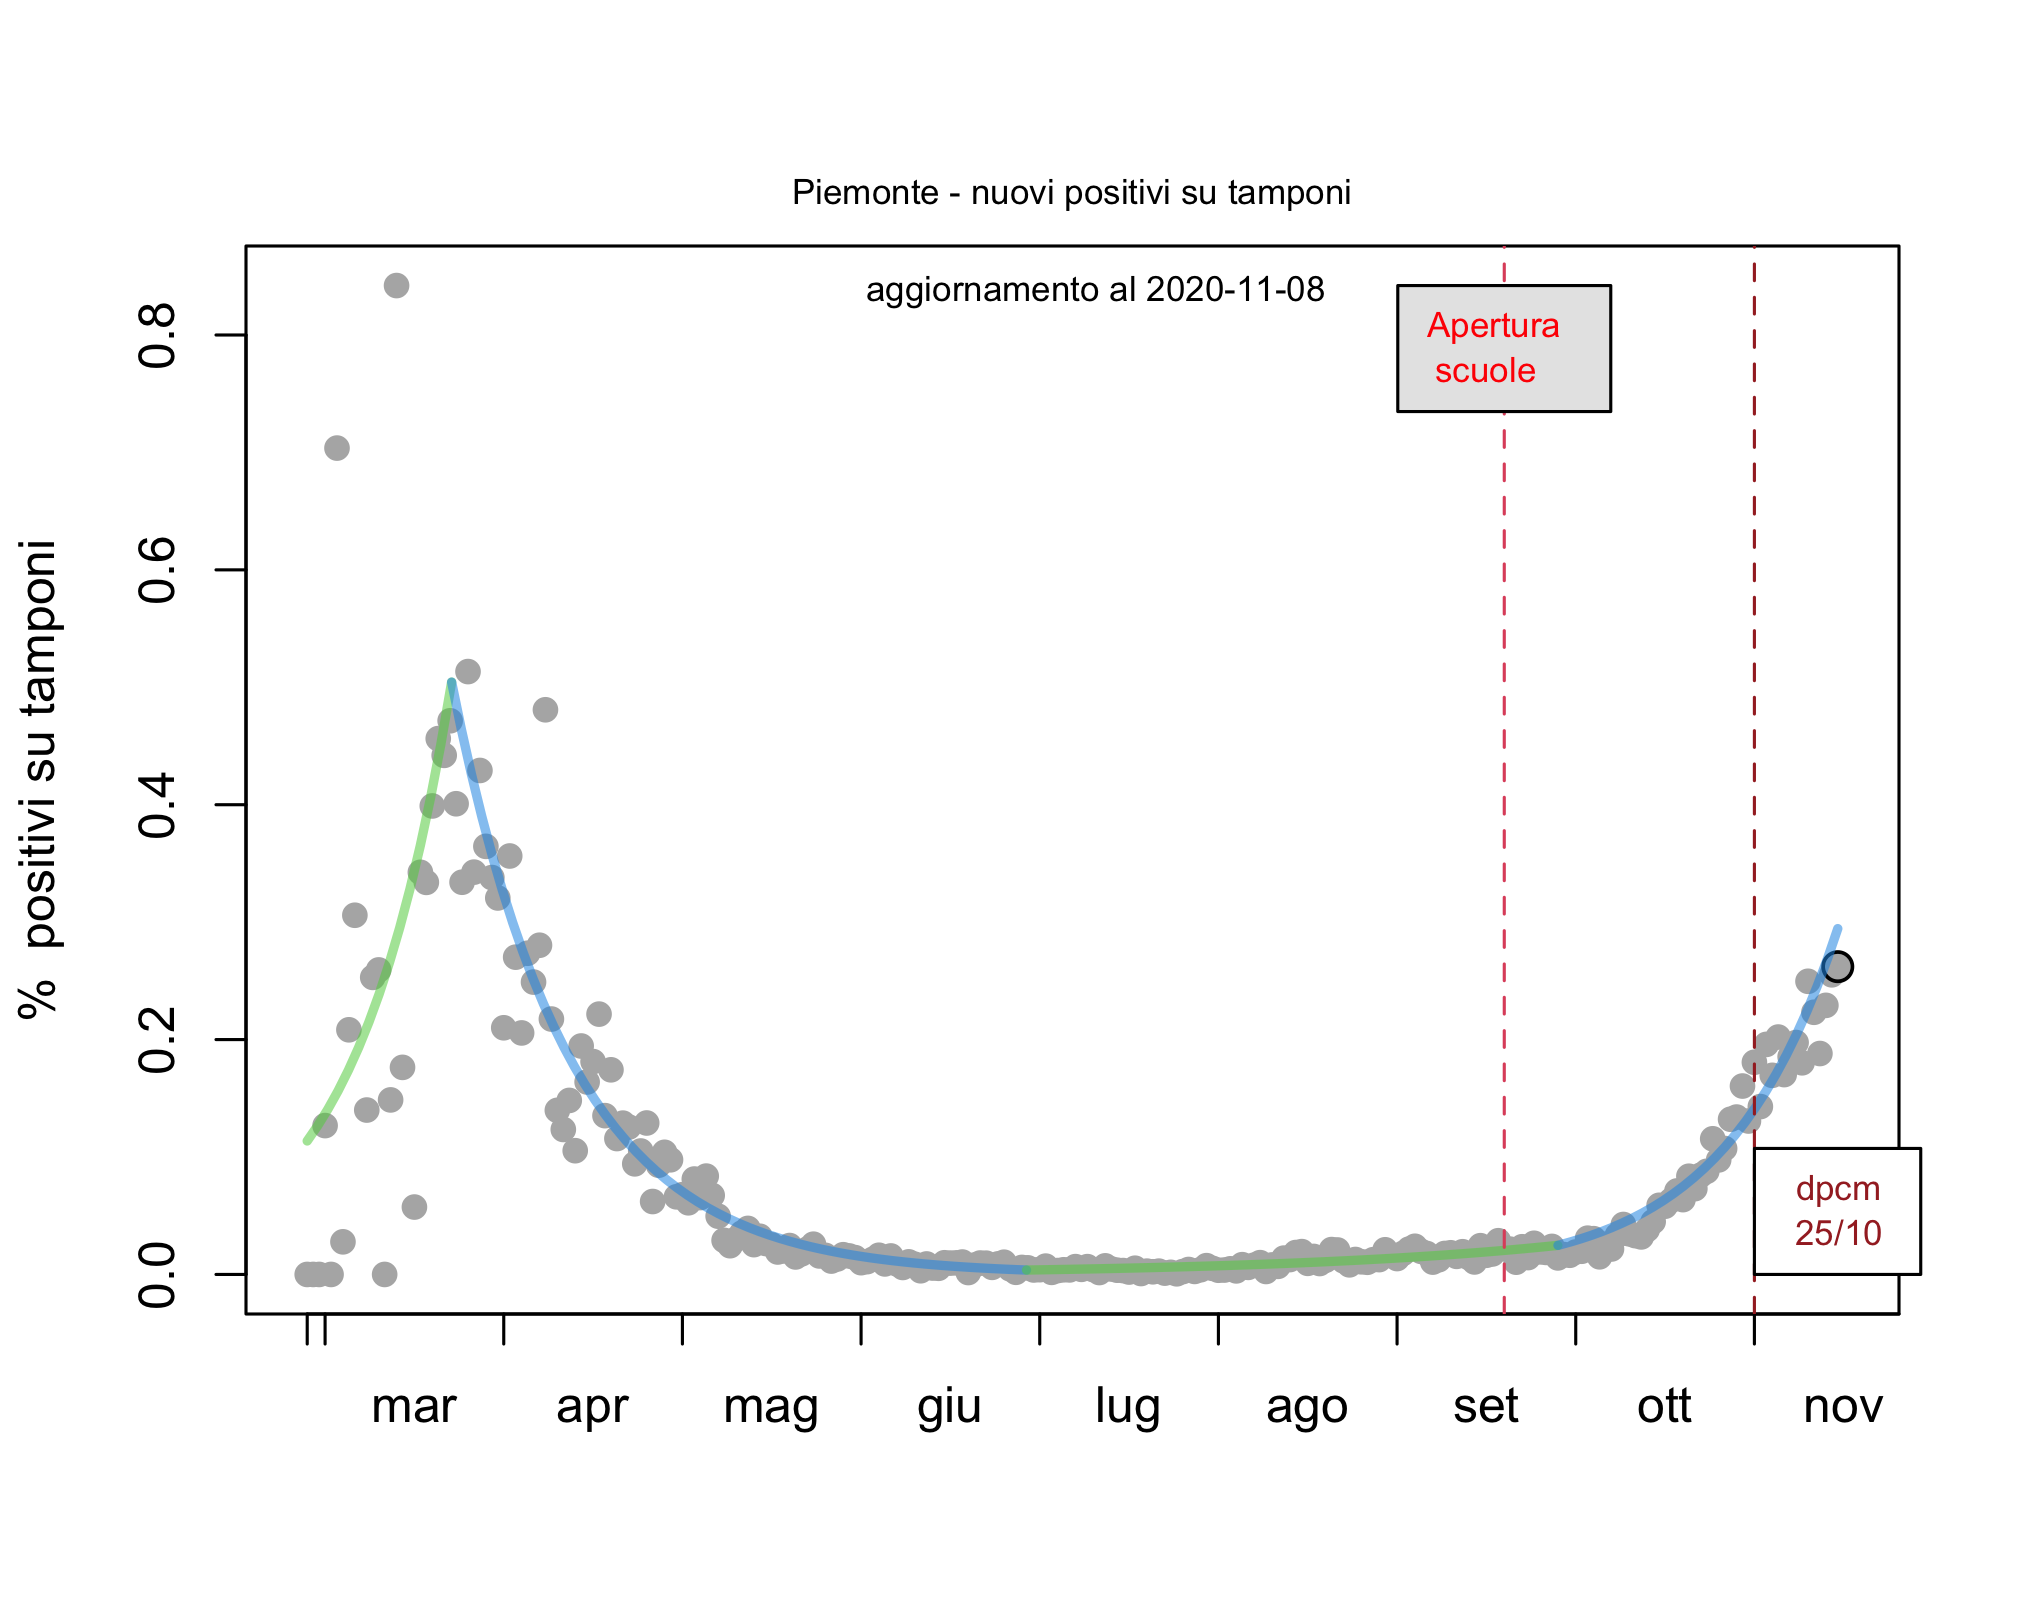 Piemonte - nuovi positivi su tamponi
aggiornamento al 2020-11-08
Apertura
scuole
% positivi su tamponi
0.8
0.6
0.4
0.2
0.0
dpcm
25/10
mar apr mag giu lug ago set ott nov